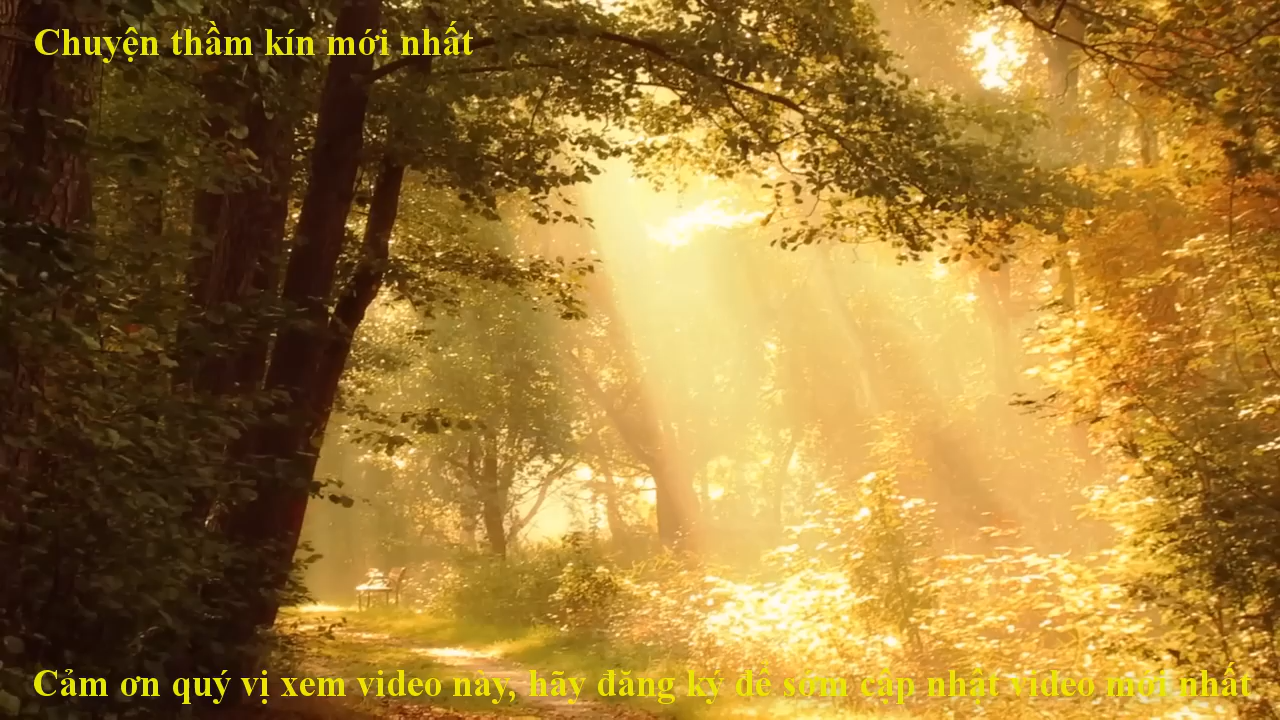 Chuyện thầm kín mới nhất
Cảm ơn quý vị xem video này, hãy đăng ký để sớm cập nhật video mới nhất